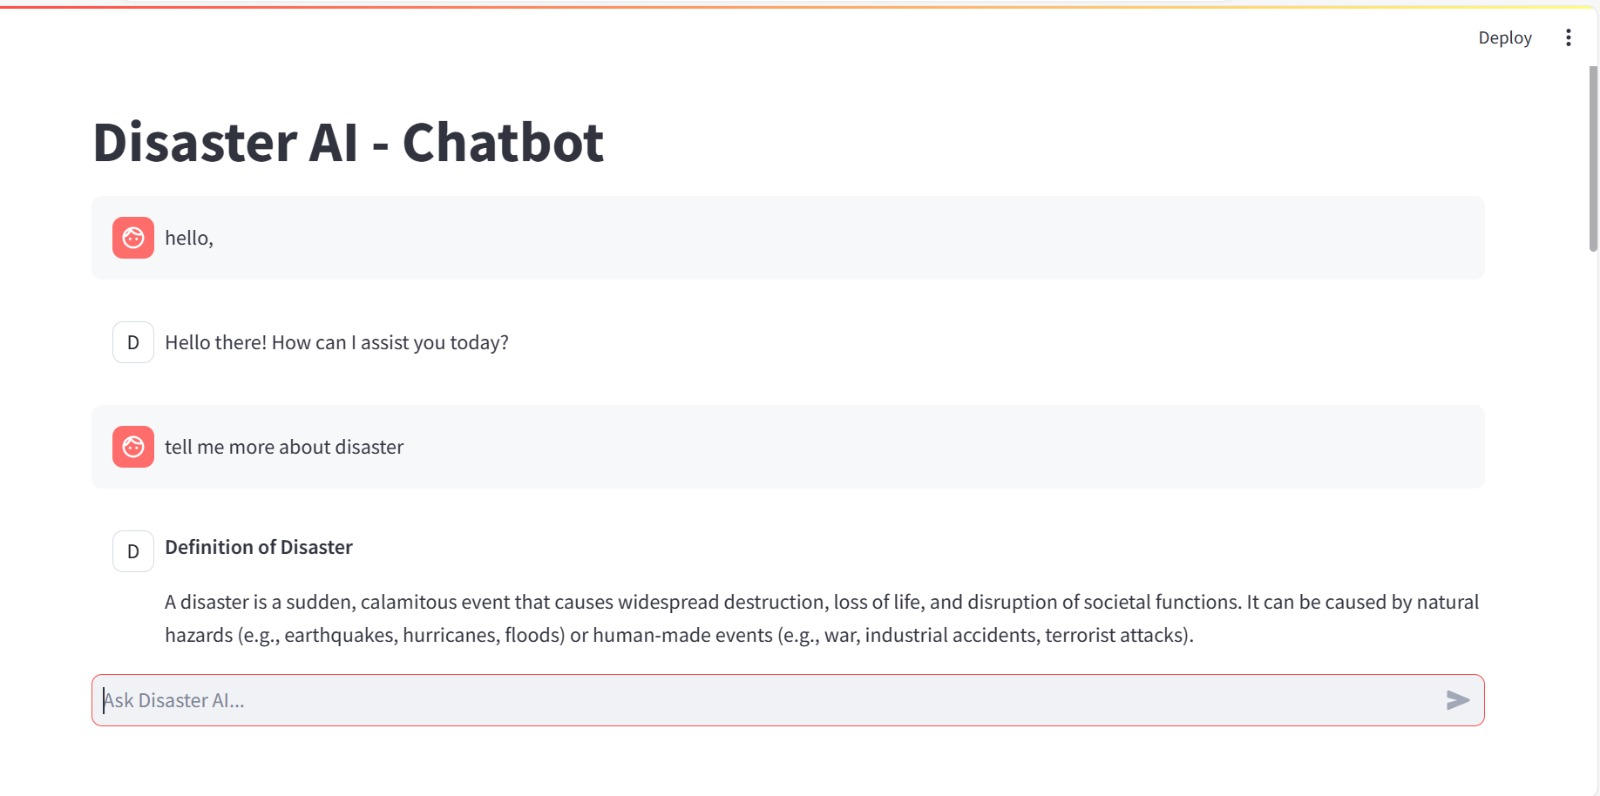 Deploy
Disaster AI - Chatbot
hello,
D
Hello there! How can I assist you today?
tell me more about disaster
D
Definition of Disaster
A disaster is a sudden, calamitous event that causes widespread destruction, loss of life, and disruption of societal functions. It can be caused by natural
hazards (e.g., earthquakes, hurricanes, floods) or human-made events (e.g., war, industrial accidents, terrorist attacks).
Ask Disaster AI...